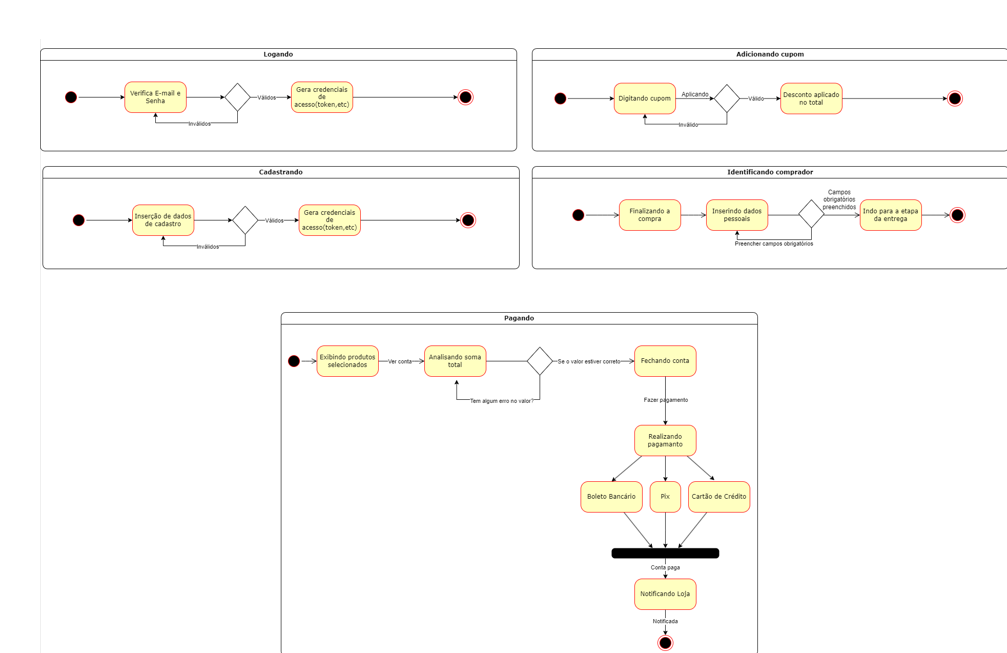 Logando
Verifica E-mail e
Senha
Válidos
Gera credenciais
de
acesso(token,etc)
Inválidos
Adicionando cupom
Digitando cupom
Aplicando
Válido
Desconto aplicado
no total
Inválido
Cadastrando
Inserção de dados
de cadastro
Válidos
Gera credenciais
de
acesso(token,etc)
Inválidos
Identificando comprador
Finalizando a
compra
Inserindo dados
pessoais
Campos
obrigatórios
preenchidos
Indo para a etapa
da entrega
Preencher campos obrigatórios
Pagando
Exibindo produtos
selecionados
Ver conta
Analisando soma
total
Se o valor estiver correto
Fechando conta
Tem algum erro no valor?
Fazer pagamento
Realizando
pagamanto
Boleto Bancário
Pix
Cartão de Crédito
Conta paga
Notificando Loja
Notificada